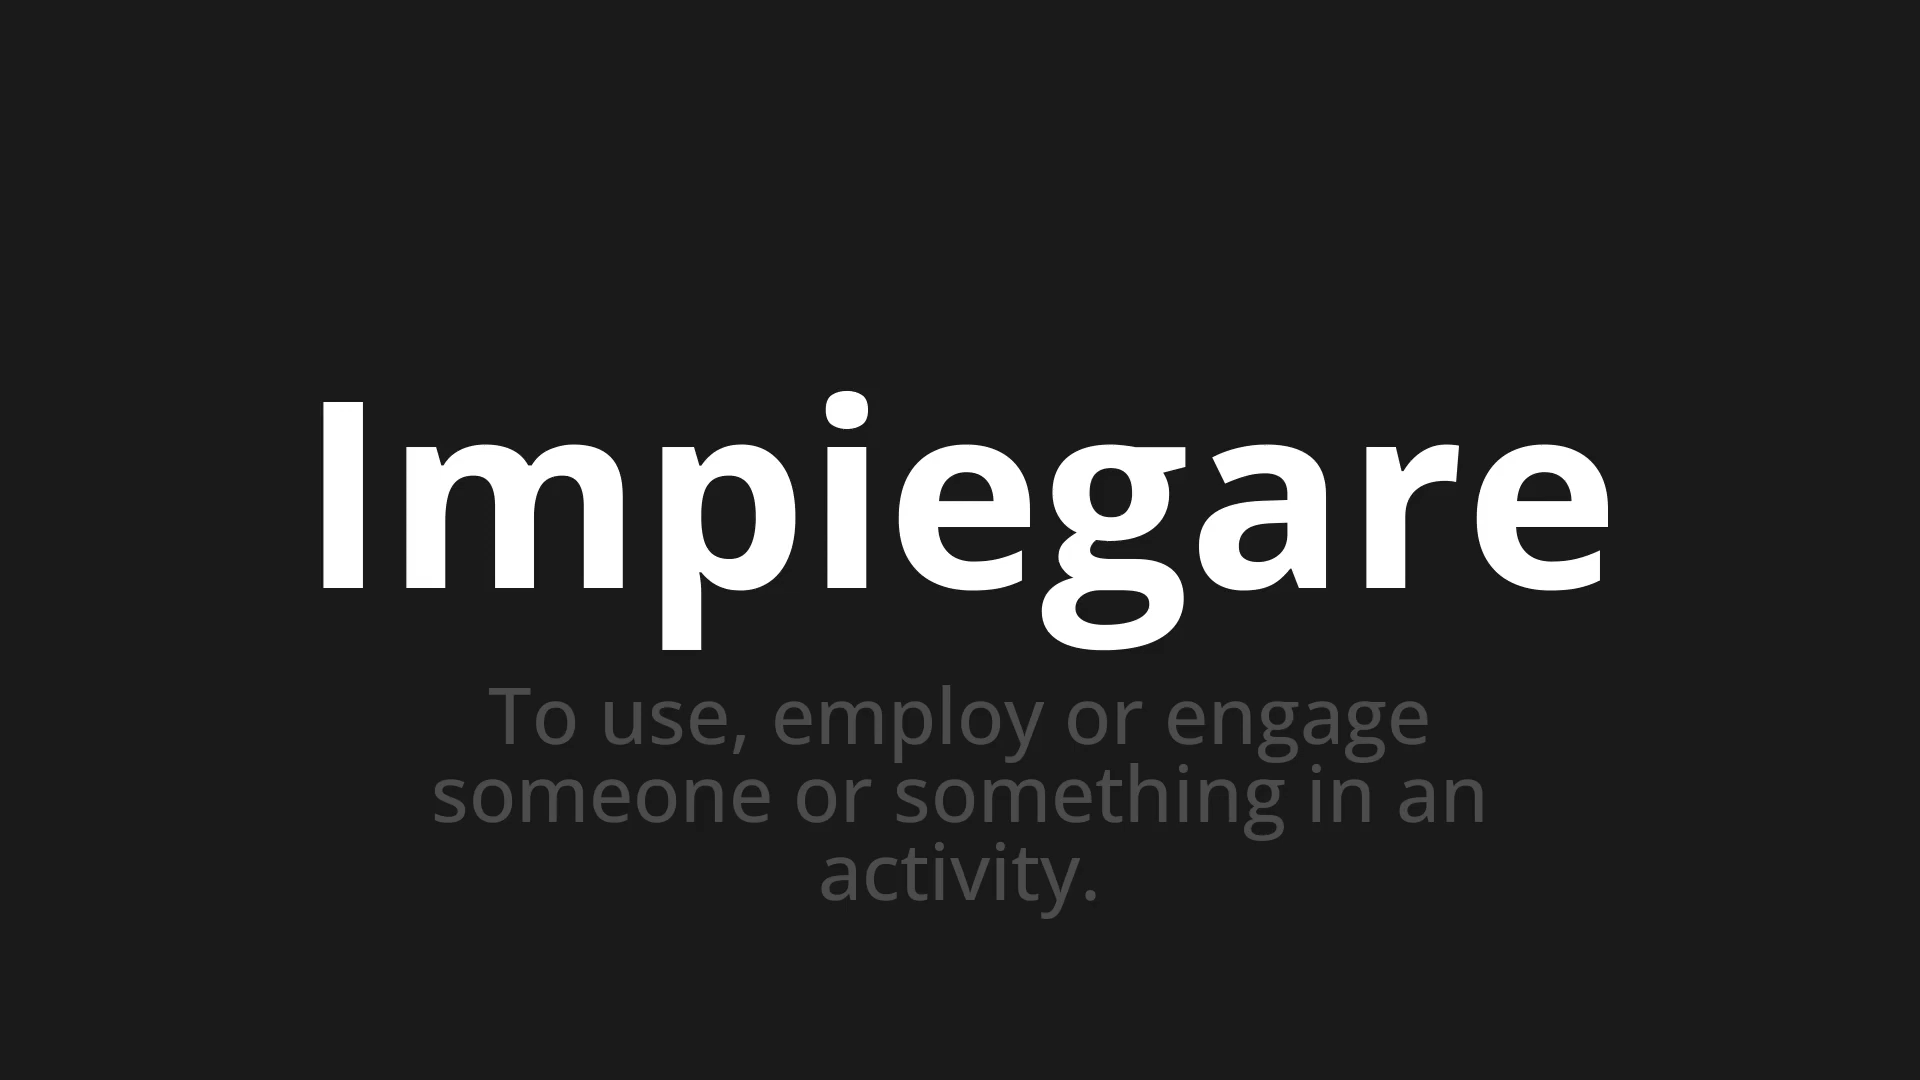 Impiegare
To use, employ or engage
someone or something in an
activity.